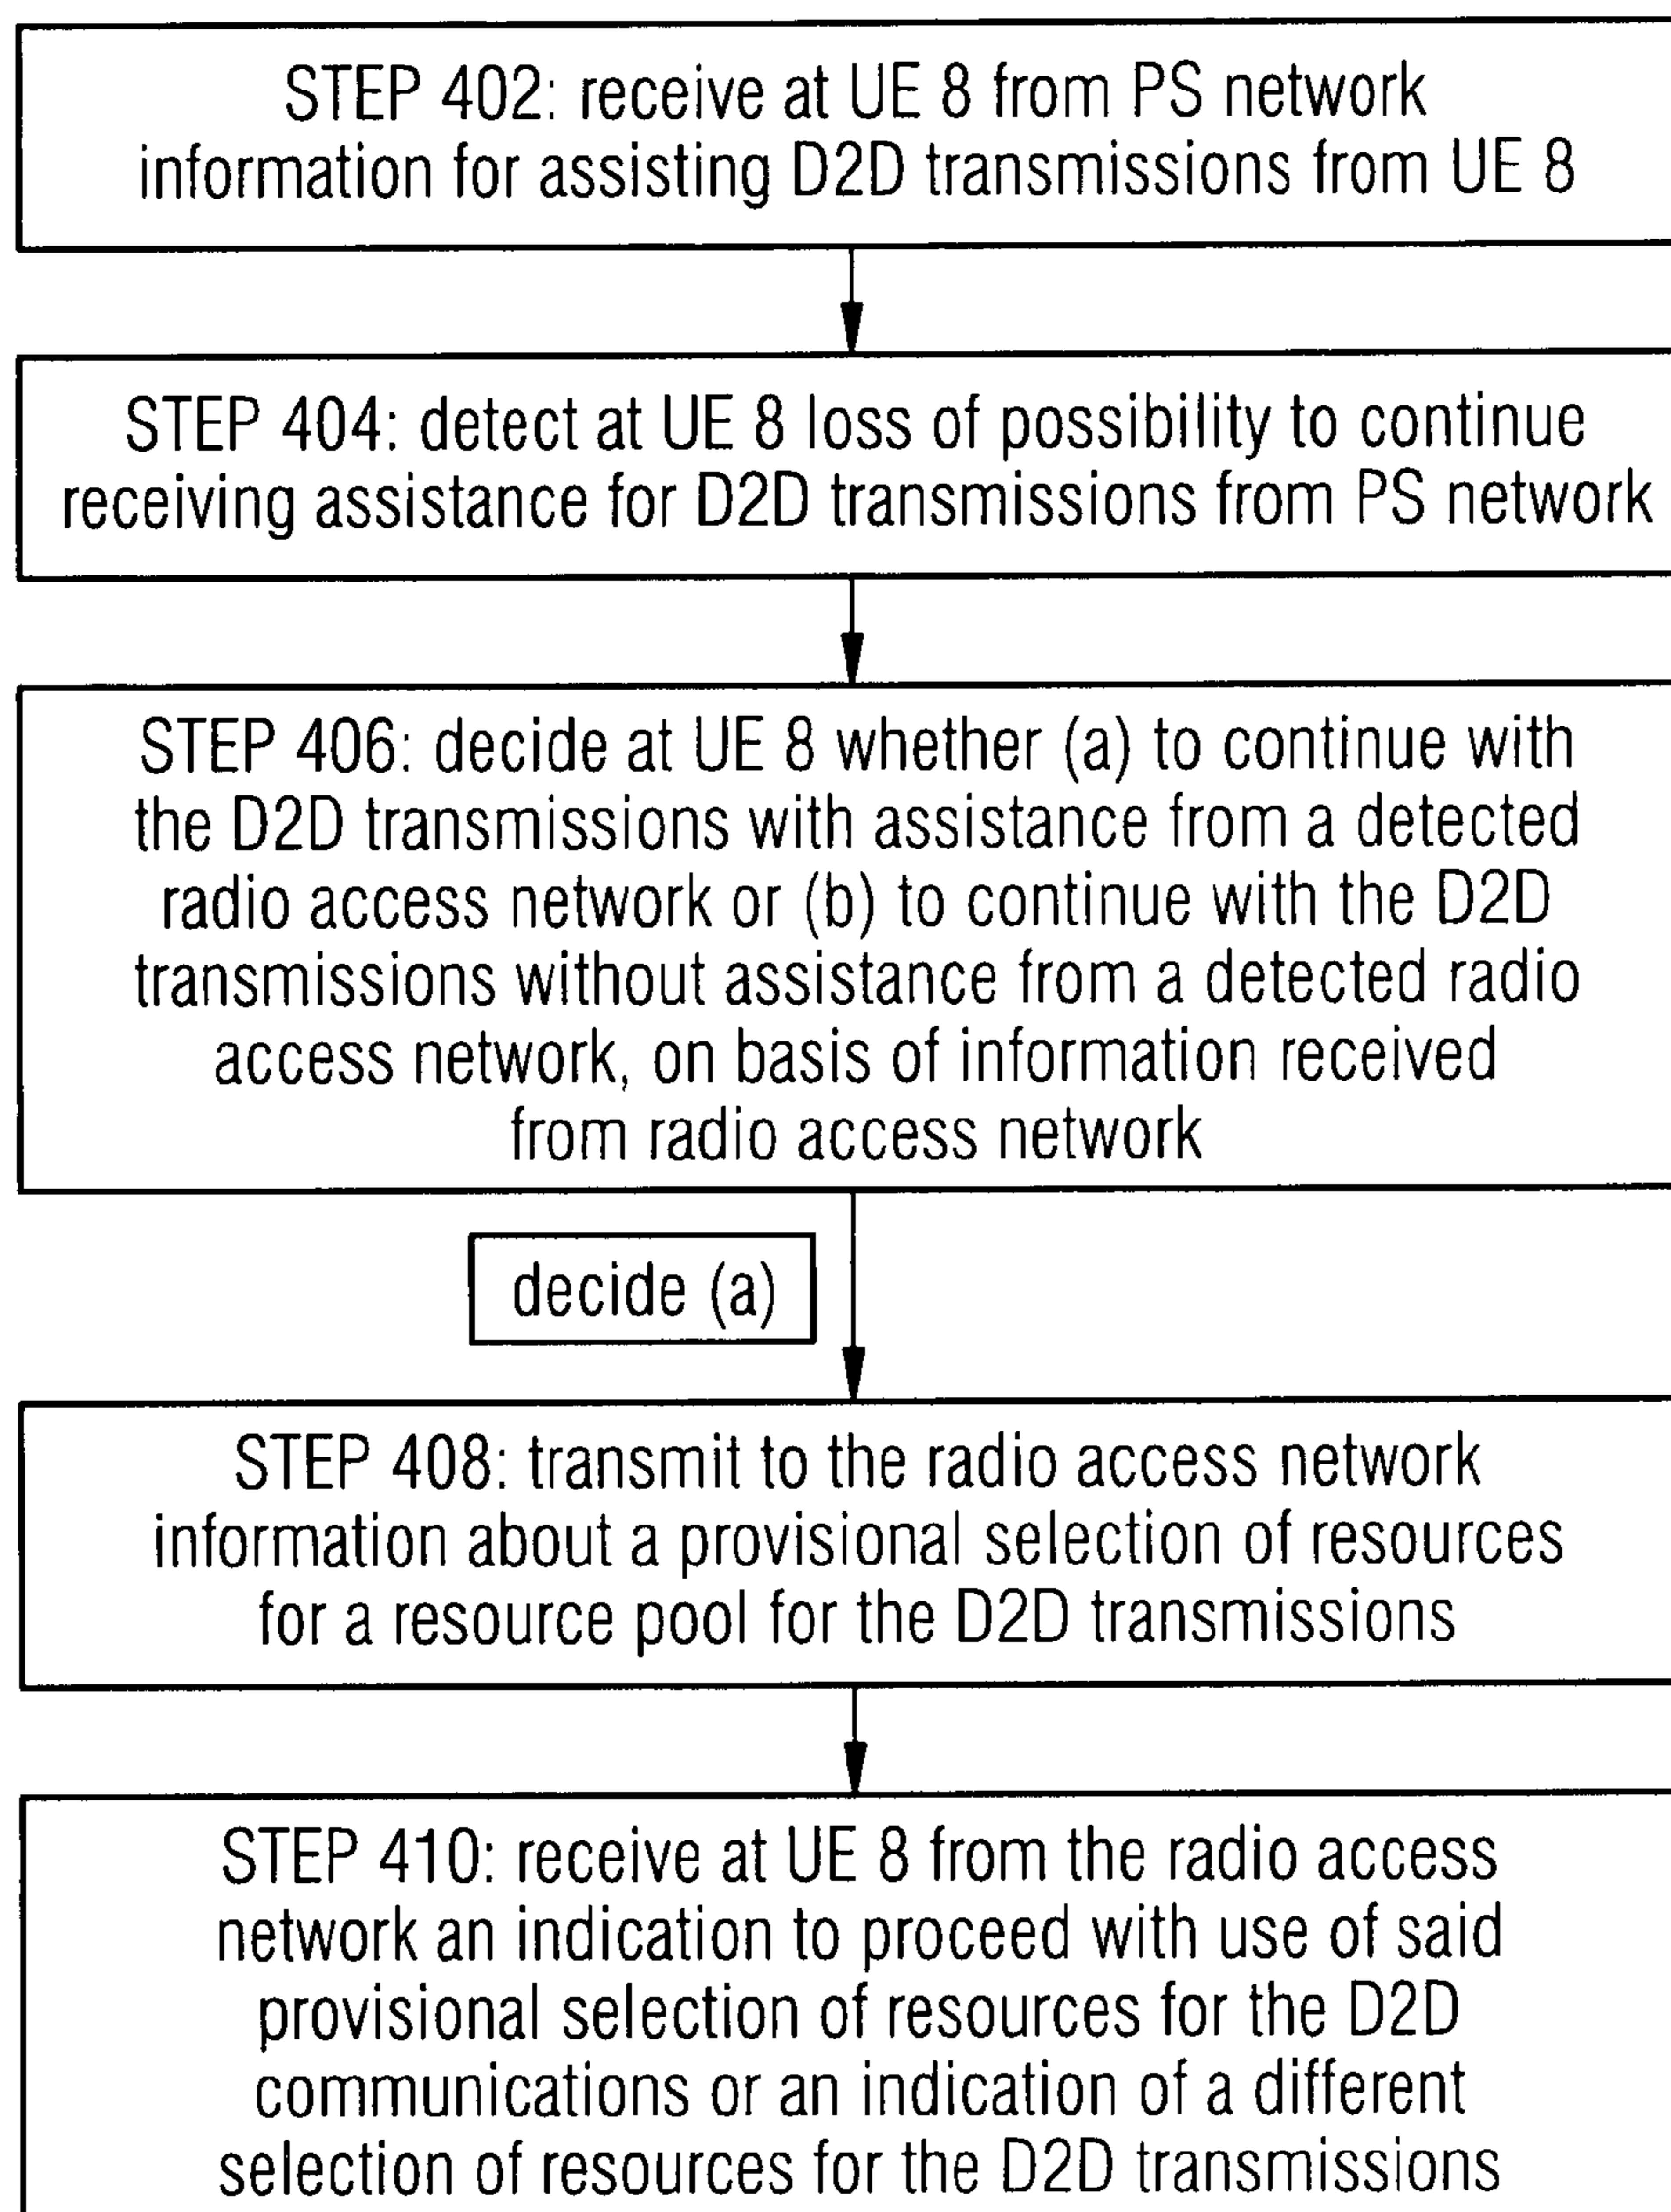 STEP 402: receive at UE 8 from PS network
information for assisting D2D transmissions from UE 8
STEP 404: detect at UE 8 loss of possibility to continue
receiving assistance for D2D transmissions from PS network
STEP 406: decide at UE 8 whether (a) to continue with
the D2D transmissions with assistance from a detected
radio access network or (b) to continue with the D2D
transmissions without assistance from a detected radio
access network, on basis of information received
from radio access network
decide (a)
STEP 408: transmit to the radio access network
information about a provisional selection of resources
for a resource pool for the D2D transmissions
STEP 410: receive at UE 8 from the radio access
network an indication to proceed with use of said
provisional selection of resources for the D2D
communications or an indication of a different
selection of resources for the D2D transmissions